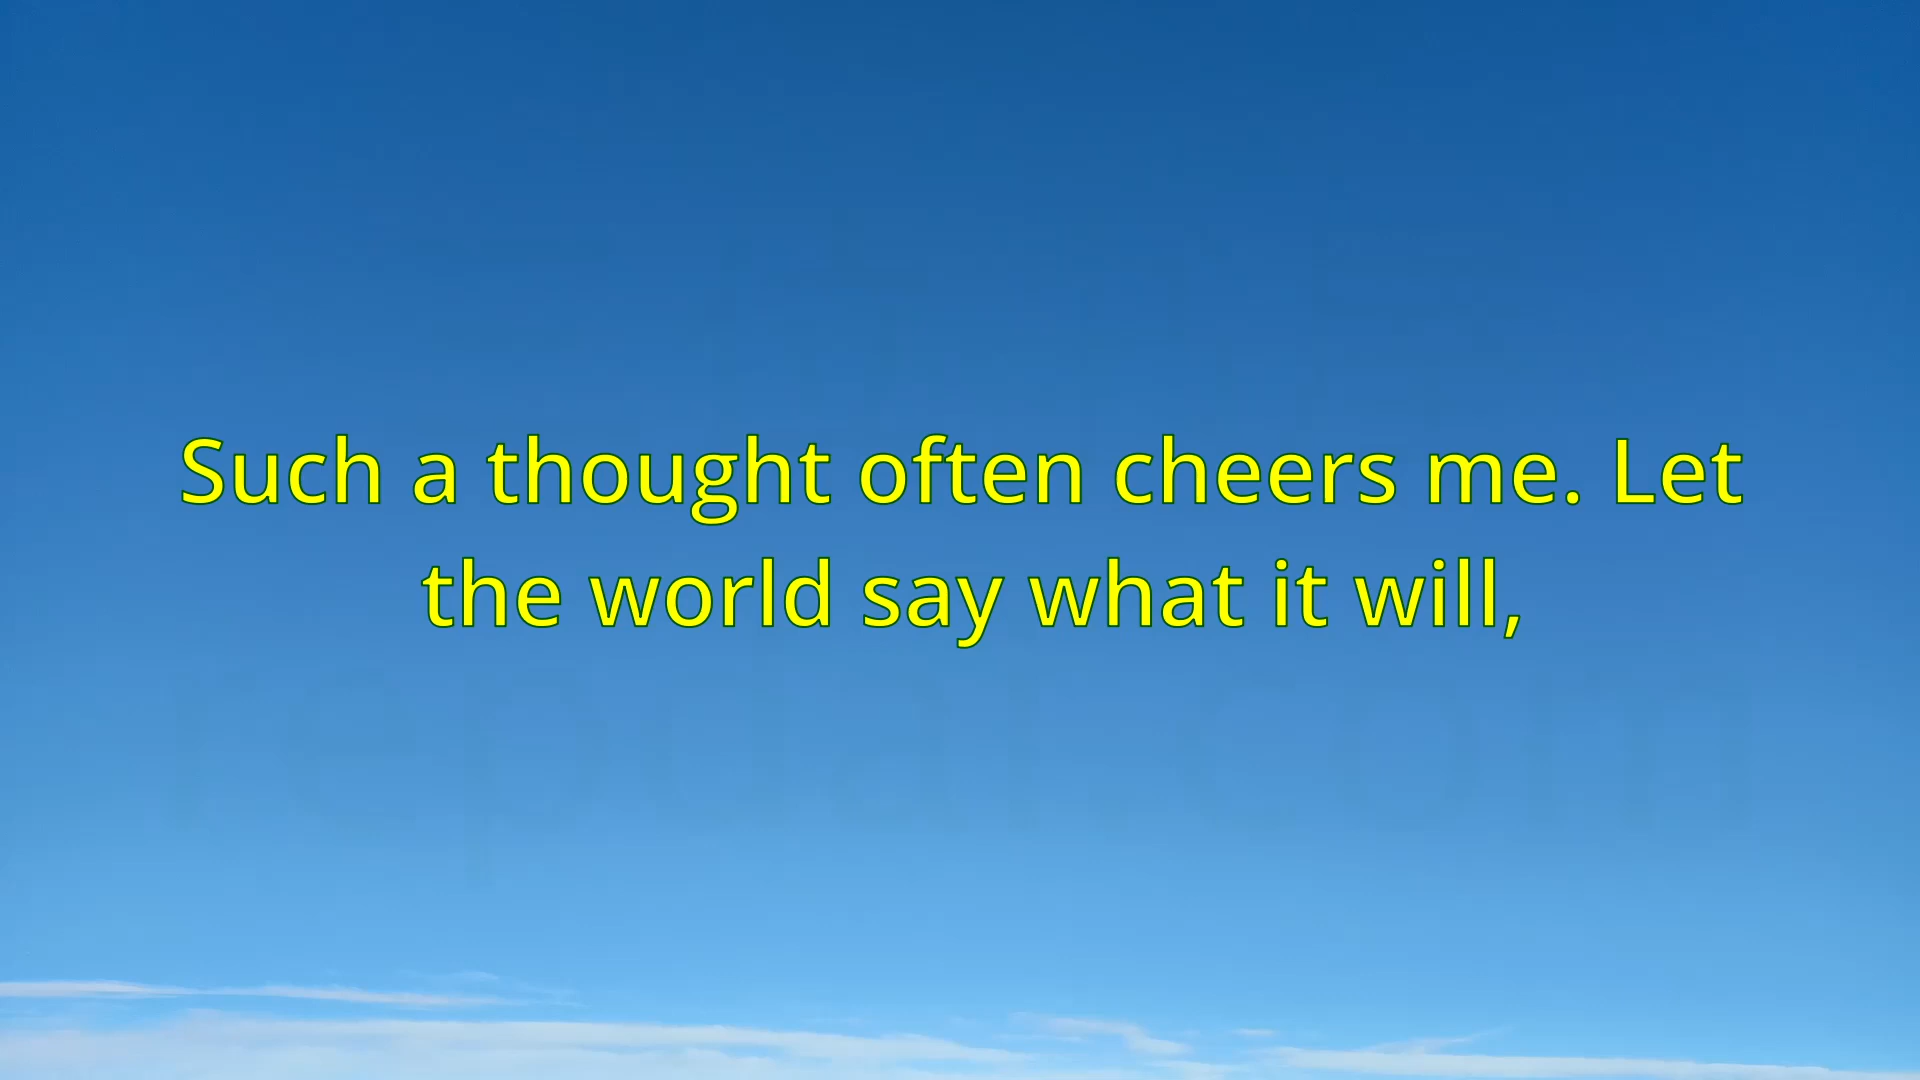 Such a thought often cheers me. Let
the world say what it will,